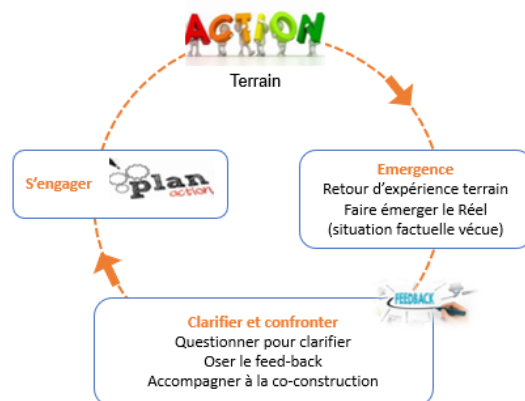 ACTION
Terrain
Emergence
Retour d'expérience terrain
Faire émerger le Réel
(situation factuelle vécue)
FEEDBACK
Clarifier et confronter
Questionner pour clarifier
Oser le feed-back
Accompagner à la co-construction
S'engager
plan
action